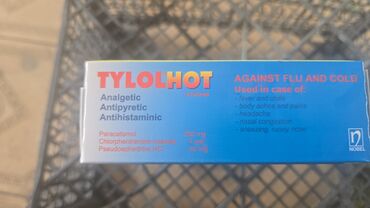 TYLOLHOT
Analgetic
Antipyretic
Antihistaminic
Paracetamol
Chlorpheniramine maleate
Pseudoephedrine HCl
AGAINST FLU AND COLD
Used in case of:
- fever and chills
- body aches and pains
- headache
- nasal congestion
- sneezing, runny nose
n
NOBEL